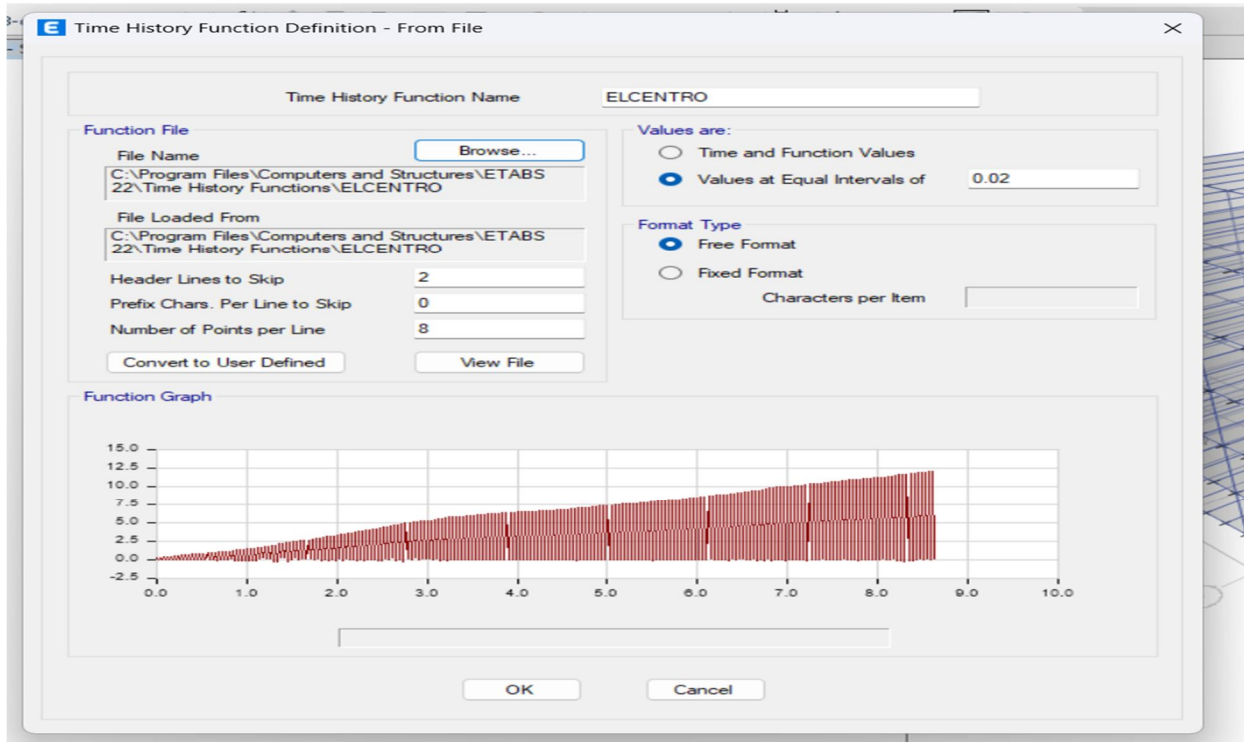 E Time History Function Definition - From File
Time History Function Name ELCENTRO
Function File
File Name Browse...
C:\Program Files\Computers and Structures\ETABS
22\Time History Functions\ELCENTRO
File Loaded From
C:\Program Files\Computers and Structures\ETABS
22\Time History Functions\ELCENTRO
Header Lines to Skip 2
Prefix Chars. Per Line to Skip 0
Number of Points per Line 8
Convert to User Defined View File
Values are:
Time and Function Values
Values at Equal Intervals of 0.02
Format Type
Free Format
Fixed Format
Characters per Item
Function Graph
15.0
12.5
10.0
7.5
5.0
2.5
0.0
-2.5
0.0 1.0 2.0 3.0 4.0 5.0 6.0 7.0 8.0 9.0 10.0
OK Cancel